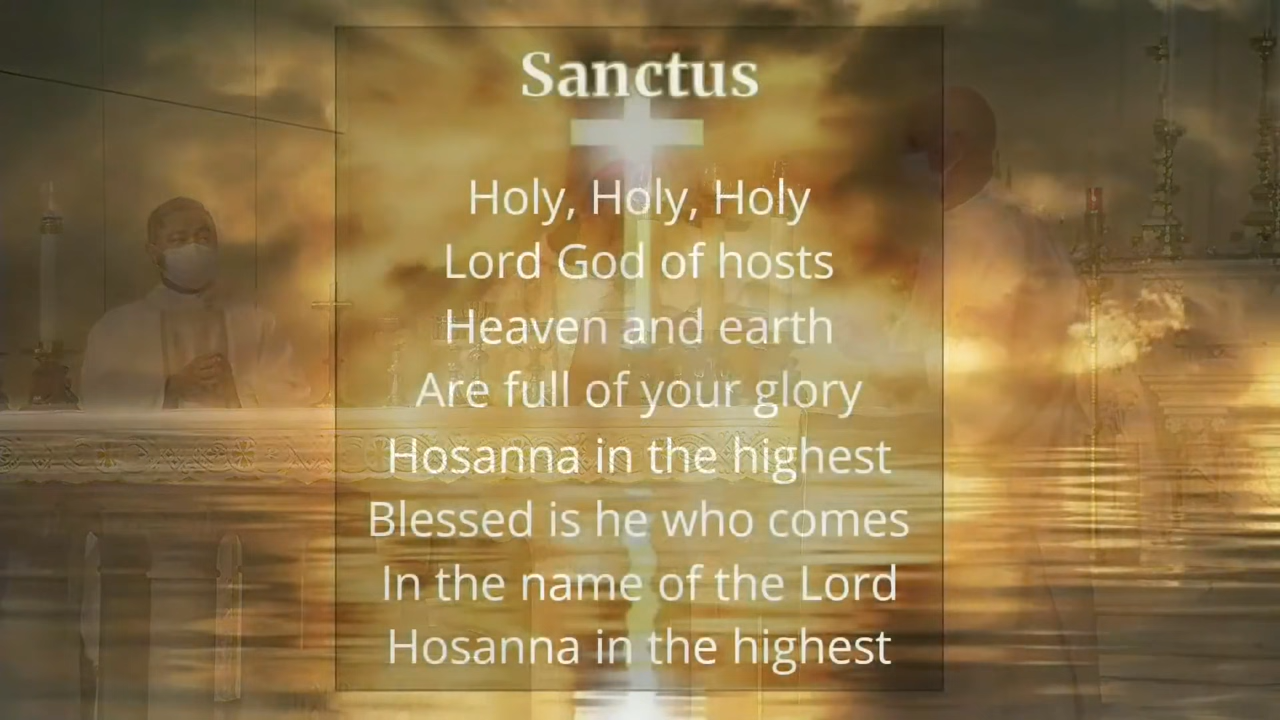 Sanctus
Holy, Holy, Holy
Lord God of hosts
Heaven and earth
Are full of your glory
Hosanna in the highest
Blessed is he who comes
In the name of the Lord
Hosanna in the highest